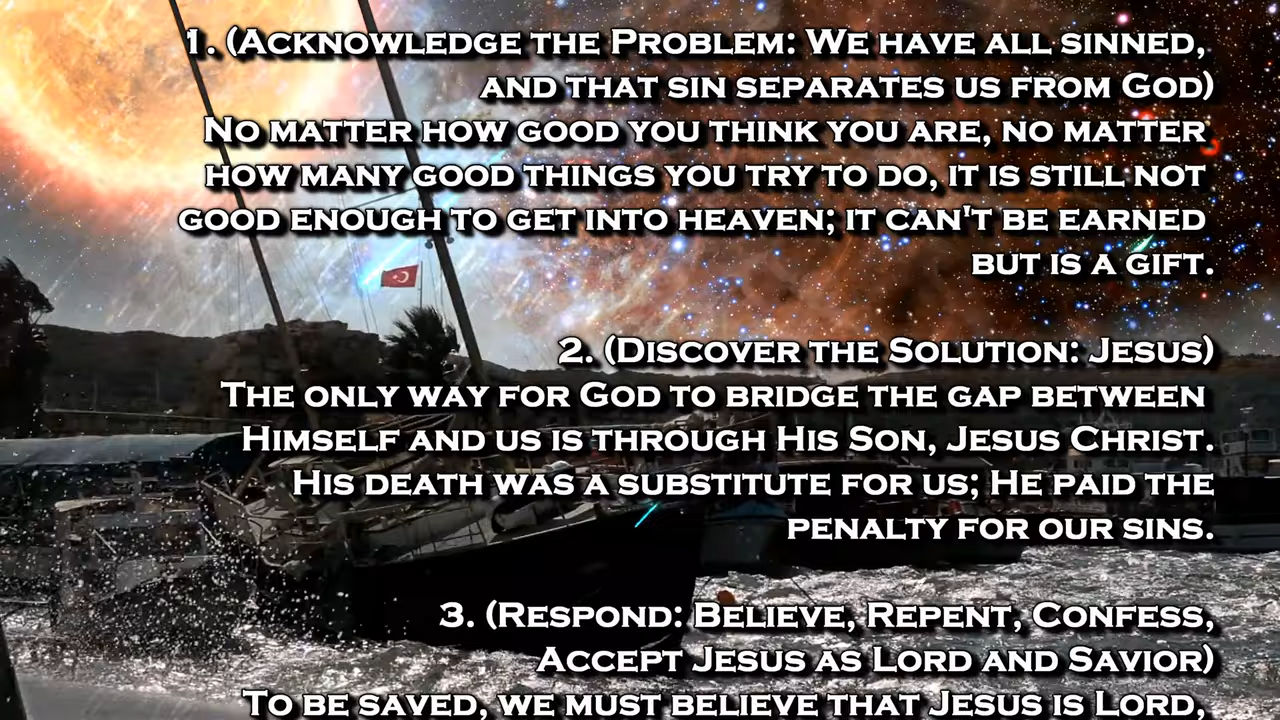 1. (Acknowledge the Problem: We have all sinned,
and that sin separates us from God)
No matter how good you think you are, no matter
how many good things you try to do, it is still not
good enough to get into heaven; it can't be earned
but is a gift.
2. (Discover the Solution: Jesus)
The only way for God to bridge the gap between
Himself and us is through His Son, Jesus Christ.
His death was a substitute for us; He paid the
penalty for our sins.
3. (Respond: Believe, Repent, Confess,
Accept Jesus as Lord and Savior)
To be saved, we must believe that Jesus is Lord,